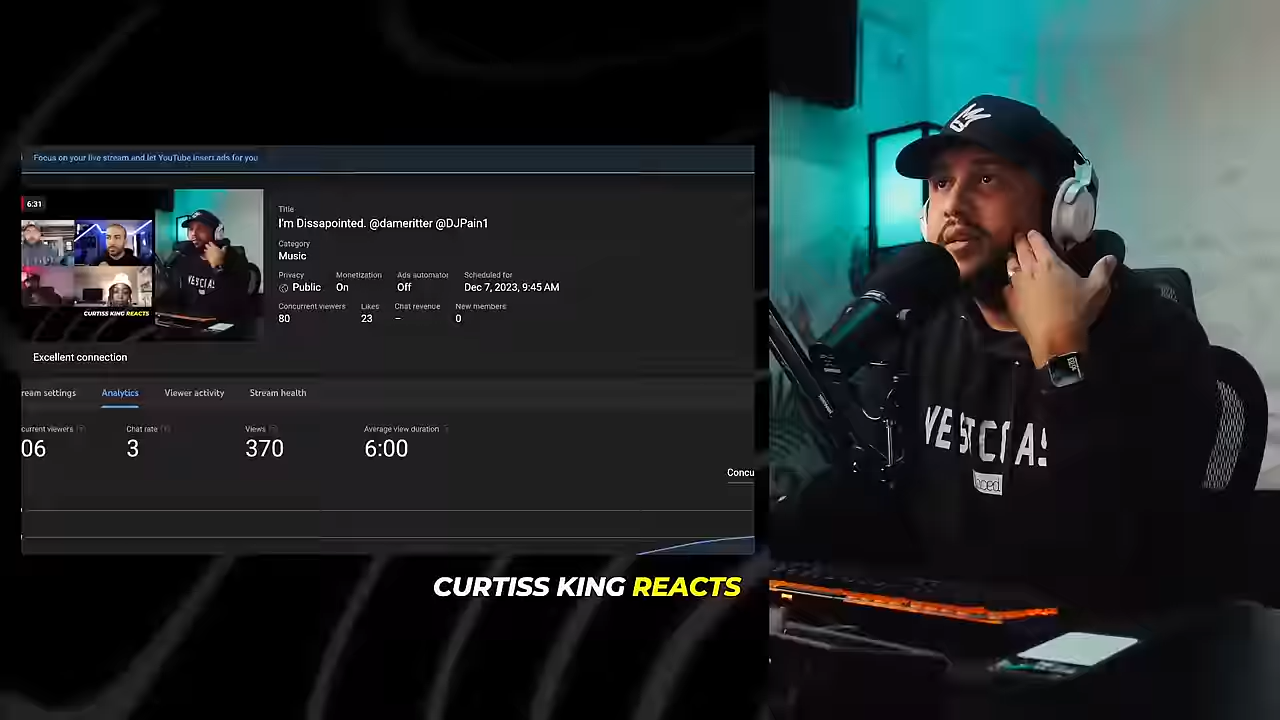 Focus on your live stream and let YouTube insert ads for you
6:31
Title
I'm Dissapointed. @dameritter @DJPain1
Category
Music
Privacy Monetization Ads automator Scheduled for
Public On Off Dec 7, 2023, 9:45 AM
Concurrent viewers Likes Chat revenue New members
80 23 – 0
CURTISS KING REACTS
Excellent connection
ream settings Analytics Viewer activity Stream health
current viewers Chat rate Views Average view duration
06 3 370 6:00
Concu
CURTISS KING REACTS
WESTCOAS